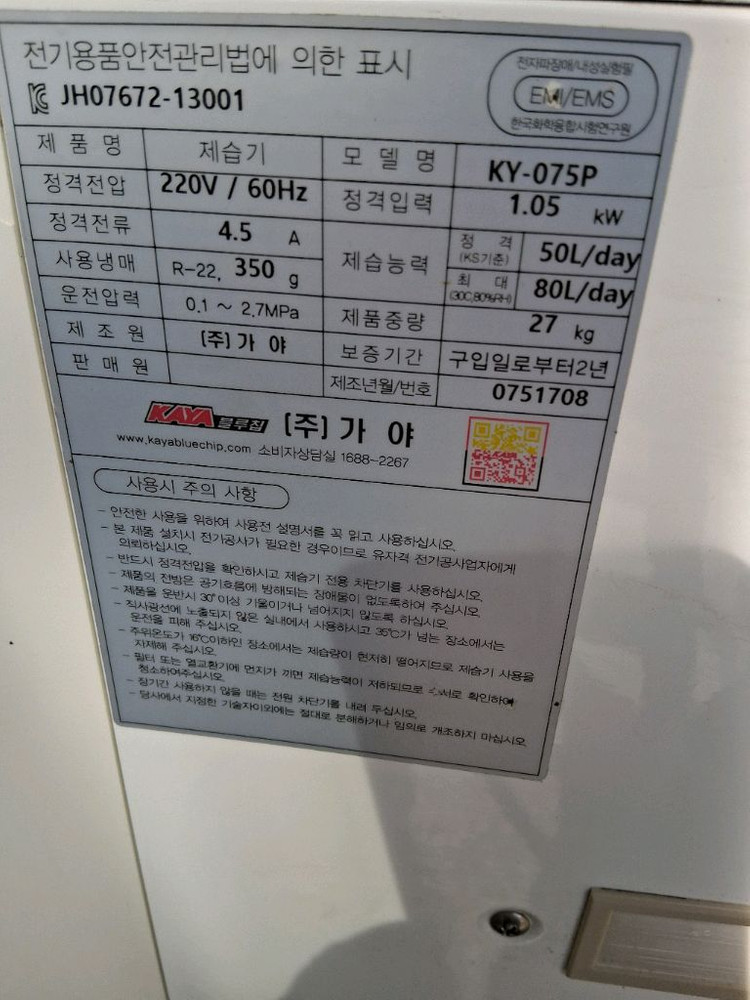 전기용품안전관리법에 의한 표시
JH07672-13001
전자파장해/내성실험필
EMI/EMS
한국화학융합시험연구원
제 품 명 제습기 모 델 명 KY-075P
정격전압 220V / 60Hz 정격입력 1.05 kW
정격전류 4.5 A 제습능력 정 격 (KS기준) 50L/day
사용냉매 R-22, 350 g 최 대 (30C,80%RH) 80L/day
운전압력 0.1 ~ 2.7MPa 제품중량 27 kg
제 조 원 (주)가 야 보증기간 구입일로부터2년
판 매 원 제조년월/번호 0751708
KAYA 블루칩 (주)가 야
www.kayabluechip.com 소비자상담실 1688-2267
사용시 주의 사항
- 안전한 사용을 위하여 사용전 설명서를 꼭 읽고 사용하십시오.
- 본 제품 설치시 전기공사가 필요한 경우이므로 유자격 전기공사업자에게
의뢰하십시오.
- 반드시 정격전압을 확인하시고 제습기 전용 차단기를 사용하십시오.
- 제품의 전방은 공기흐름에 방해되는 장애물이 없도록하여 주십시오.
- 제품을 운반시 30°이상 기울이거나 넘어지지 않도록 하십시오.
- 직사광선에 노출되지 않은 실내에서 사용하시고 35℃가 넘는 장소에서는
운전을 피해 주십시오.
- 주위온도가 16℃이하인 장소에서는 제습량이 현저히 떨어지므로 제습기 사용을
자제해 주십시오.
- 필터 또는 열교환기에 먼지가 끼면 제습능력이 저하되므로 확인하여
청소하여주십시오.
- 장기간 사용하지 않을 때는 전원 차단기를 내려 두십시오.
- 당사에서 지정한 기술자이외에는 절대로 분해하거나 임의로 개조하지 마십시오.